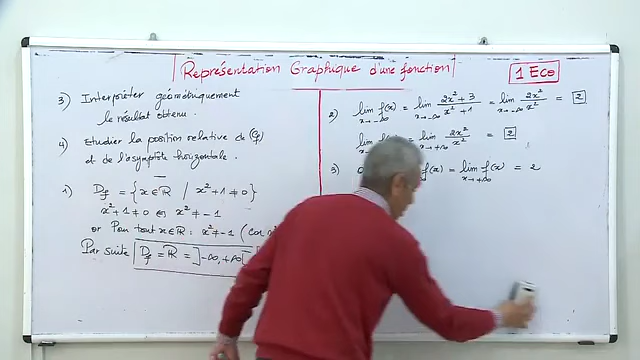 Représentation Graphique d'une fonction
1 Eco
3) Interpréter géométriquement
le résultat obtenu.
4) Etudier la position relative de (Cf)
et de l'asymptote horizontale.
1) Df = {x ∈ ℝ / x²+1 ≠ 0}
x²+1 ≠ 0 ⇔ x² ≠ -1
or Pour tout x∈ℝ : x² ≠ -1 (car
Par suite Df = ℝ = ]-∞, +∞[
2) lim f(x) = lim 2x²+3 / x²+1 = lim 2x² / x² = 2
x→-∞ x→-∞ x→-∞
lim = lim 2x² / x² = 2
x→+∞
3) f(x) = lim f(x) = 2
x→+∞